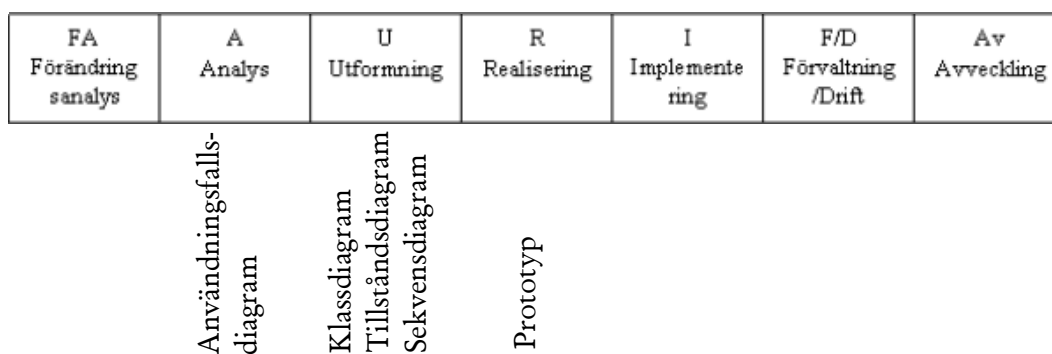 FA
Förändring
sanalys
A
Analys
U
Utformning
R
Realisering
I
Implemente
ring
F/D
Förvaltning
/Drift
Av
Avveckling
Användningsfalls-
diagram
Klassdiagram
Tillståndsdiagram
Sekvensdiagram
Prototyp